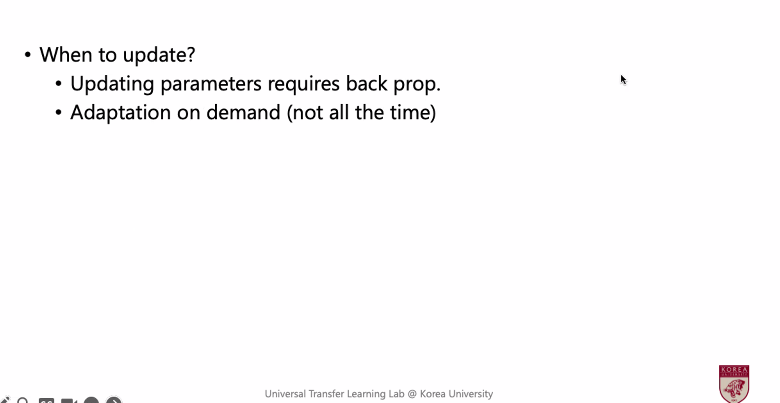 • When to update?
• Updating parameters requires back prop.
• Adaptation on demand (not all the time)
Universal Transfer Learning Lab @ Korea University
KOREA